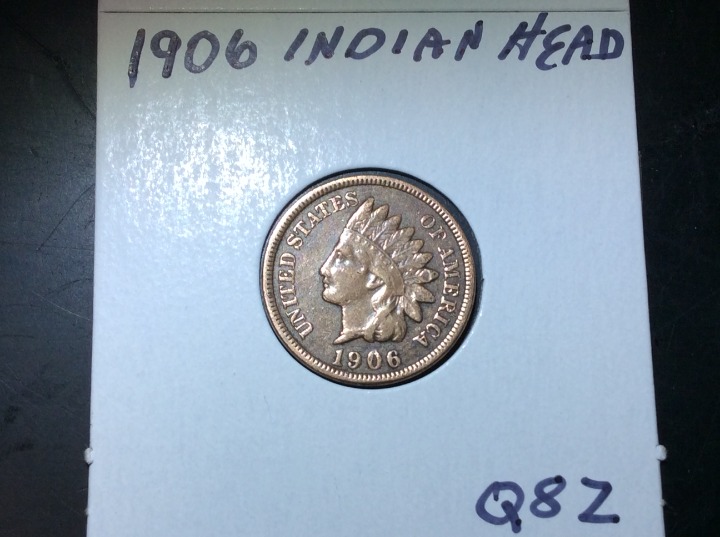 1906 INDIAN HEAD
UNITED STATES OF AMERICA
1906
Q8Z